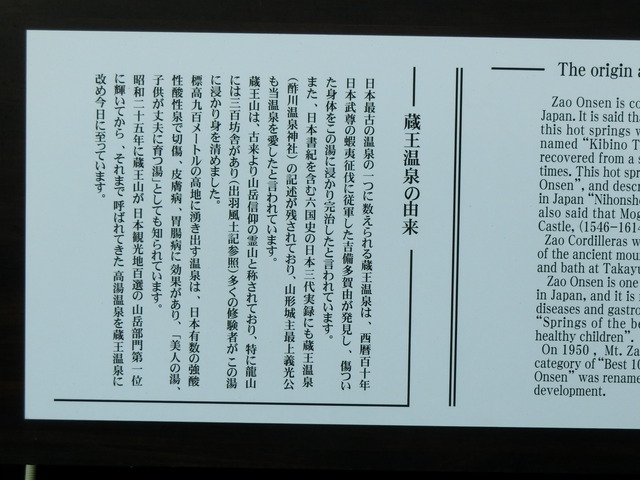 蔵王温泉の由来
日本最古の温泉の一つに数えられる蔵王温泉は、西暦百十年
日本武尊の蝦夷征伐に従軍した吉備多賀由が発見し、傷つい
た身体をこの湯に浸かり完治したと言われています。
また、日本書紀を含む六国史の日本三代実録にも蔵王温泉
(酢川温泉神社)の記述が残されており、山形城主最上義光公
も当温泉を愛したと言われています。
蔵王山は、古来より山岳信仰の霊山と称されており、特に龍山
には三百坊舎があり(出羽風土記参照)多くの修験者がこの湯
に浸かり身を清めました。
標高九百メートルの高地に湧き出す温泉は、日本有数の強酸
性酸性泉で切傷、皮膚病、胃腸病に効果があり、「美人の湯、
子供が丈夫に育つ湯」としても知られています。
昭和二十五年に蔵王山が日本観光地百選の山岳部門第一位
に輝いてから、、それまで呼ばれてきた高湯温泉を蔵王温泉に
改め今日に至っています。
The origin a
Zao Onsen is co
Japan. It is said tha
this hot springs w
named “Kibino T
recovered from a s
times. This hot spr
Onsen”, and desc
in Japan “Nihonsho
also said that Mog
Castle, (1546-1614
Zao Cordilleras w
of the ancient mour
and bath at Takayu
Zao Onsen is one
in Japan, and it is
diseases and gastro
“Springs of the be
healthy children”.
On 1950 , Mt. Za
category of “Best 10
Onsen” was rename
development.